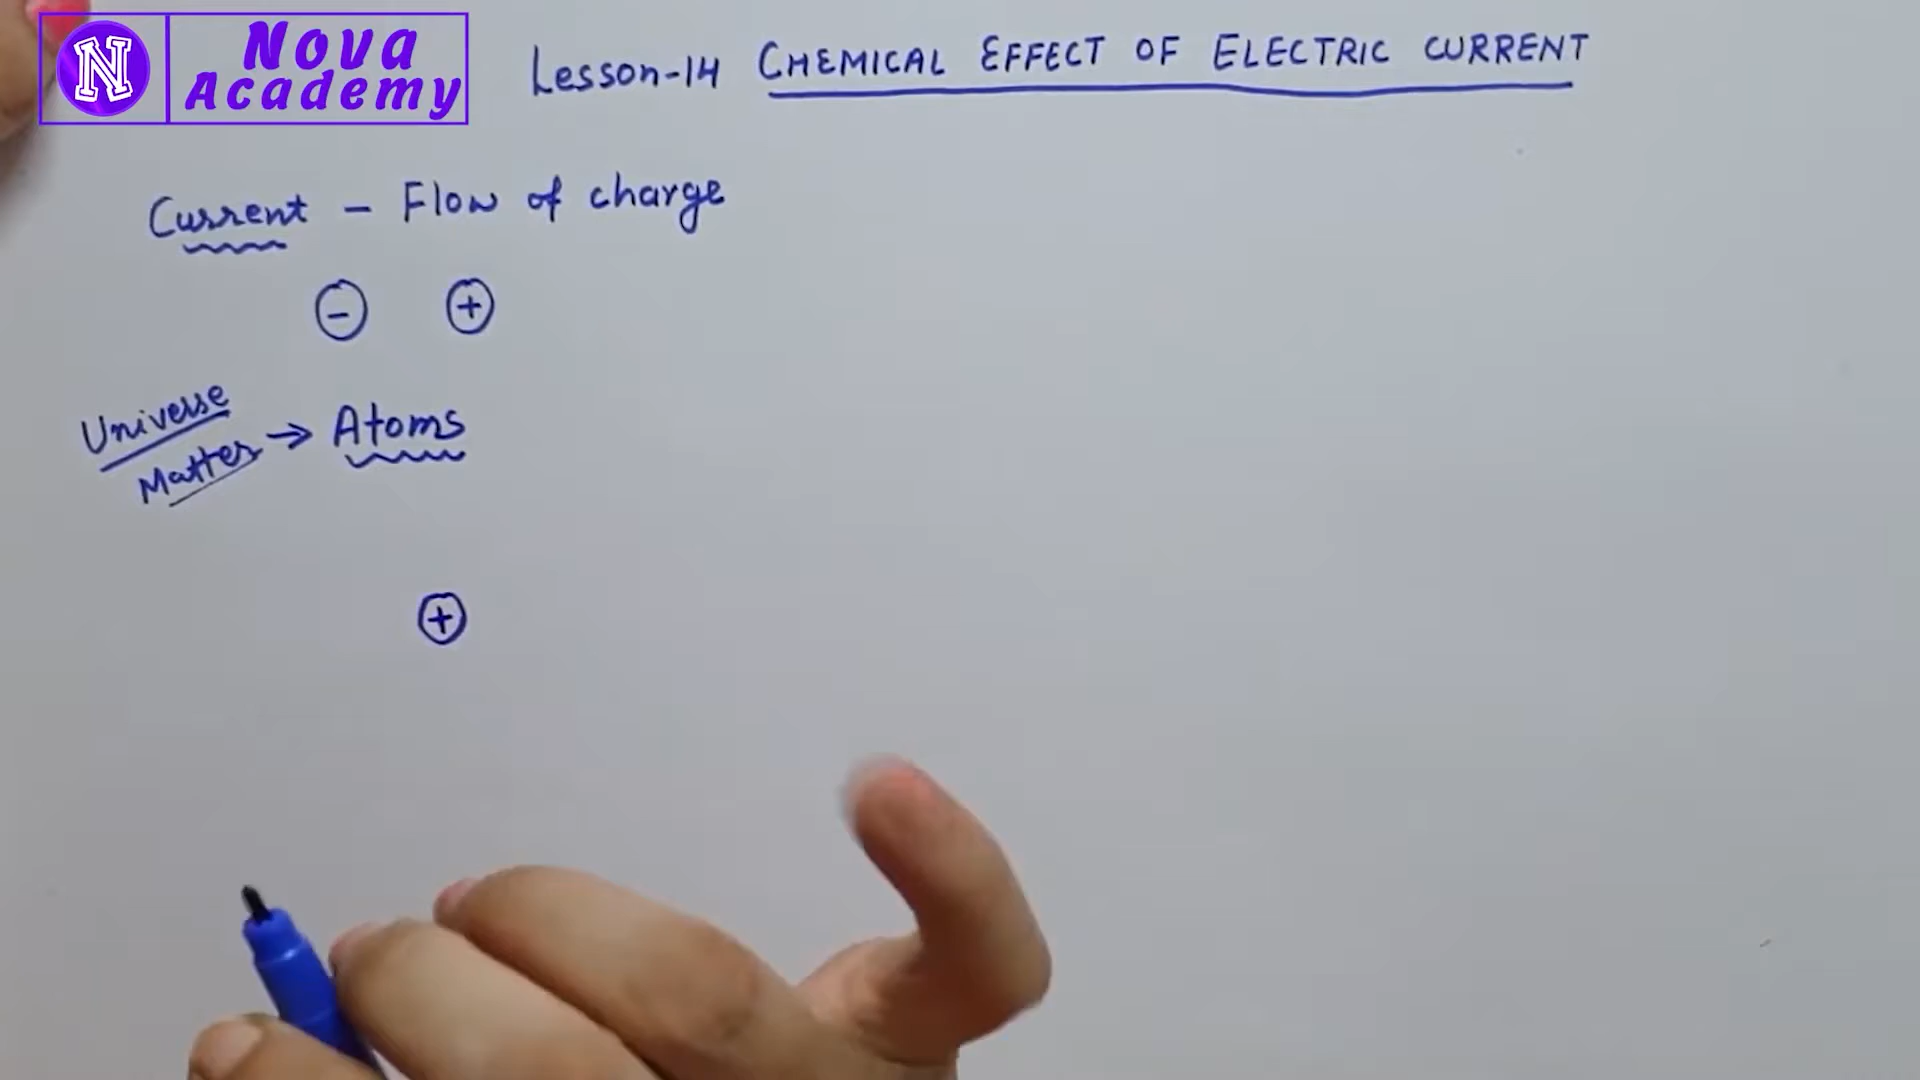 N Nova
Academy
Lesson-14 CHEMICAL EFFECT OF ELECTRIC CURRENT
Current - Flow of charge
- +
Universe
Matter → Atoms
+